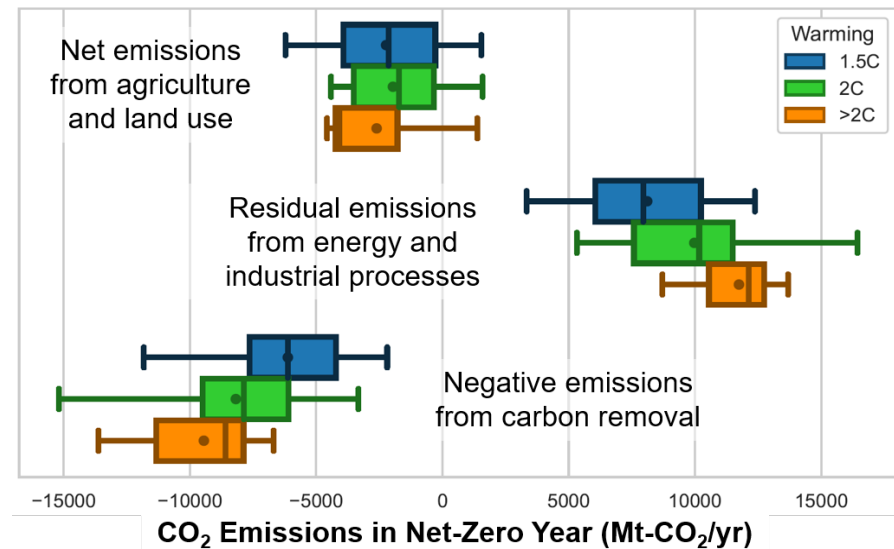 Net emissions
from agriculture
and land use
Warming
1.5C
2C
>2C
Residual emissions
from energy and
industrial processes
Negative emissions
from carbon removal
−15000 −10000 −5000 0 5000 10000 15000
CO₂ Emissions in Net-Zero Year (Mt-CO₂/yr)